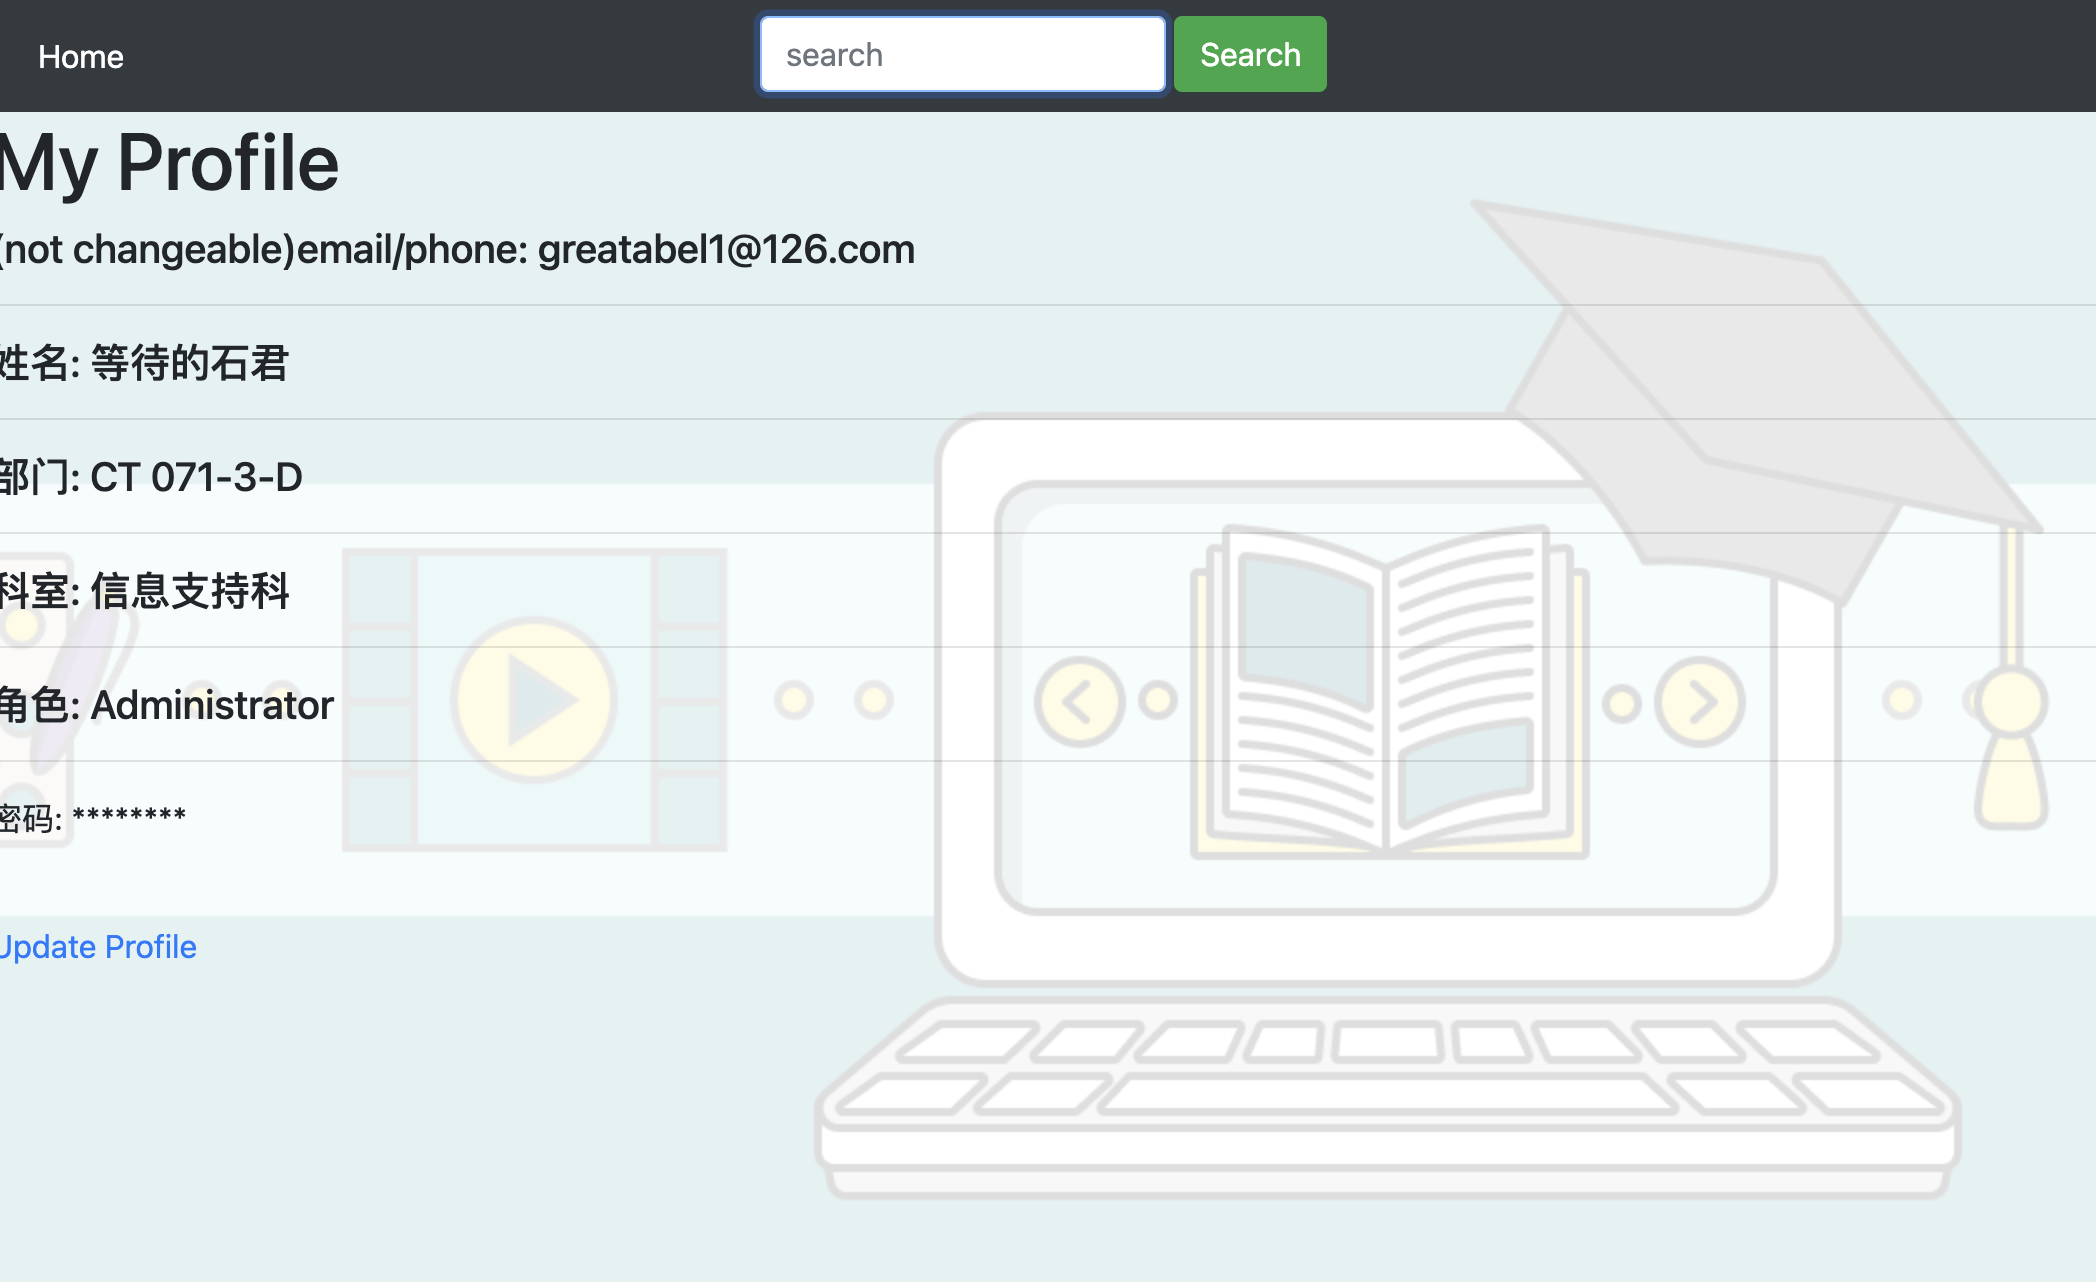 Home
search
Search
My Profile
(not changeable)email/phone: greatabel1@126.com
姓名: 等待的石君
部门: CT 071-3-D
科室: 信息支持科
角色: Administrator
密码: ********
Update Profile